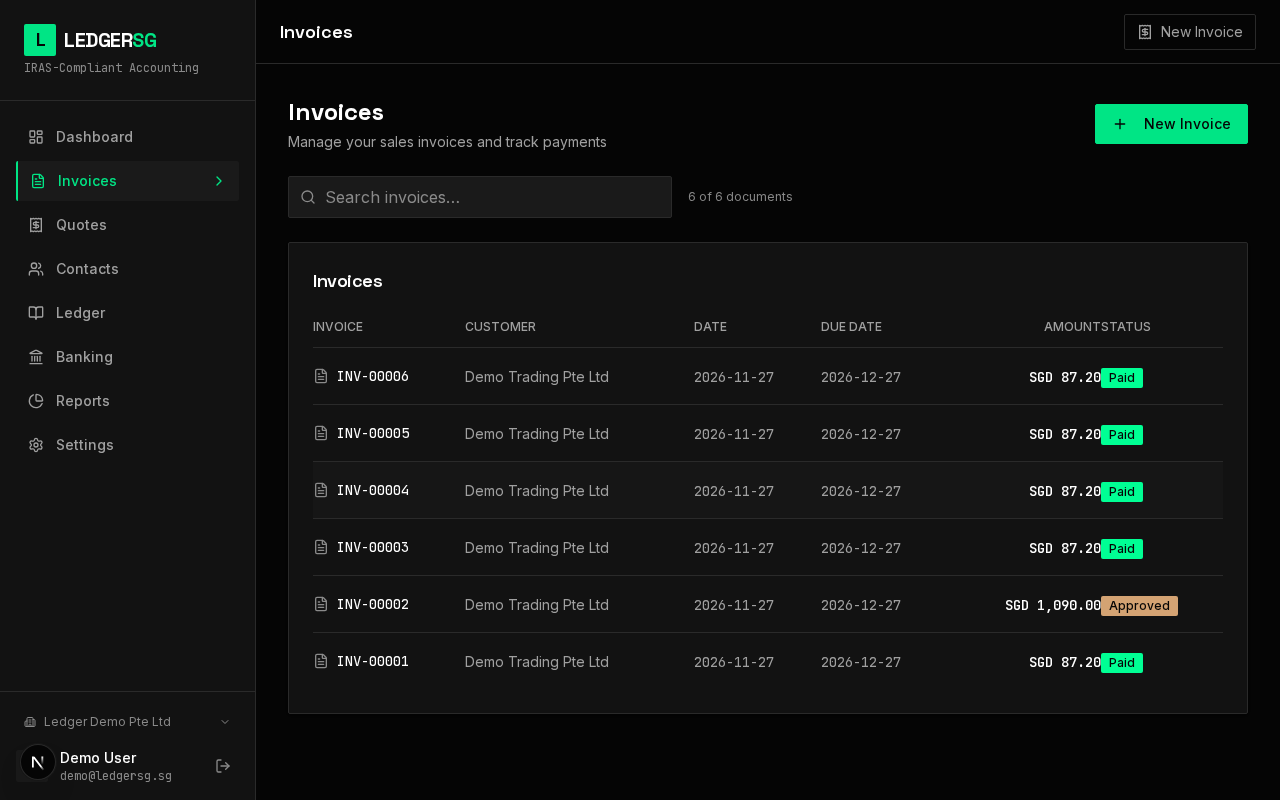 L LEDGERSG
IRAS-Compliant Accounting
Dashboard
Invoices
Quotes
Contacts
Ledger
Banking
Reports
Settings
Ledger Demo Pte Ltd
N
Demo User
demo@ledgersg.sg
Invoices
New Invoice
Invoices
Manage your sales invoices and track payments
New Invoice
Search invoices...
6 of 6 documents
Invoices
INVOICE CUSTOMER DATE DUE DATE AMOUNT STATUS
INV-00006 Demo Trading Pte Ltd 2026-11-27 2026-12-27 SGD 87.20 Paid
INV-00005 Demo Trading Pte Ltd 2026-11-27 2026-12-27 SGD 87.20 Paid
INV-00004 Demo Trading Pte Ltd 2026-11-27 2026-12-27 SGD 87.20 Paid
INV-00003 Demo Trading Pte Ltd 2026-11-27 2026-12-27 SGD 87.20 Paid
INV-00002 Demo Trading Pte Ltd 2026-11-27 2026-12-27 SGD 1,090.00 Approved
INV-00001 Demo Trading Pte Ltd 2026-11-27 2026-12-27 SGD 87.20 Paid